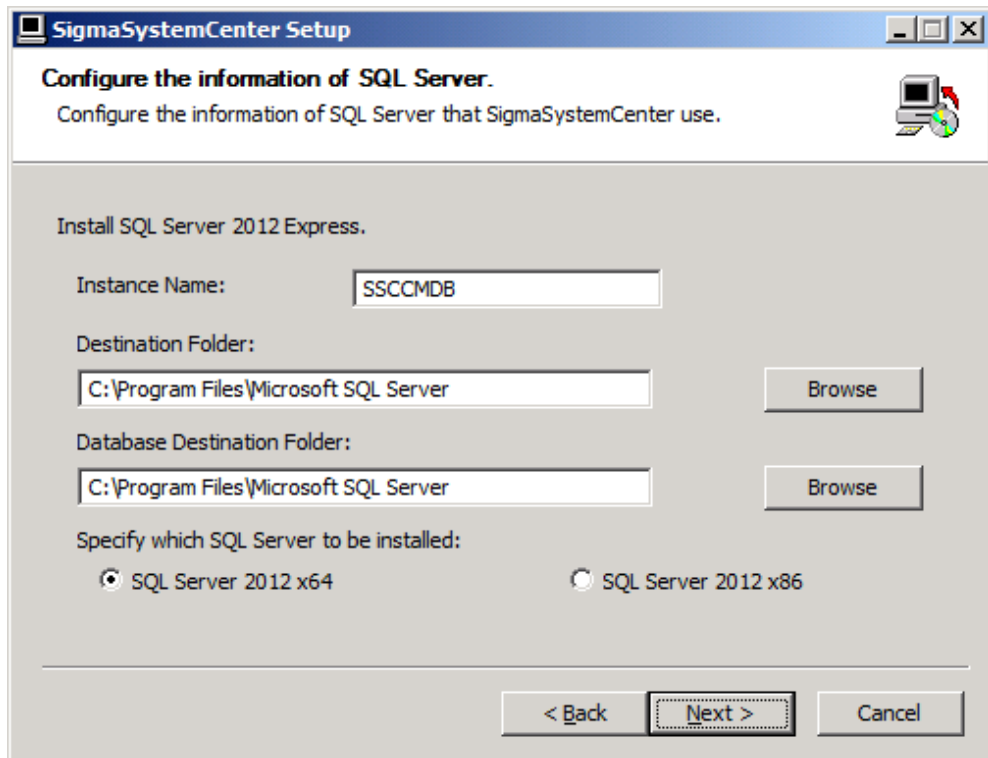 SigmaSystemCenter Setup
Configure the information of SQL Server.
Configure the information of SQL Server that SigmaSystemCenter use.
Install SQL Server 2012 Express.
Instance Name: SSCCMDB
Destination Folder:
C:\Program Files\Microsoft SQL Server Browse
Database Destination Folder:
C:\Program Files\Microsoft SQL Server Browse
Specify which SQL Server to be installed:
SQL Server 2012 x64 SQL Server 2012 x86
< Back Next > Cancel